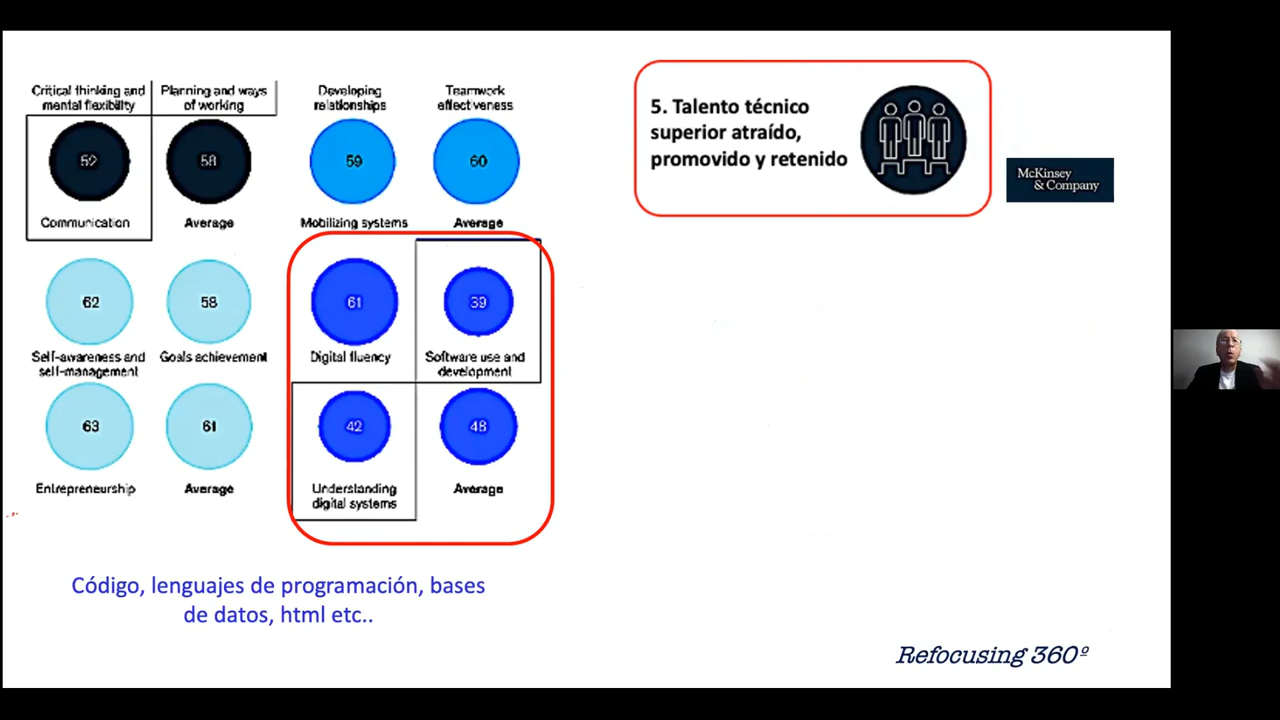 Critical thinking and
mental flexibility
Planning and ways
of working
Developing
relationships
Teamwork
effectiveness
52
58
59
60
Communication
Average
Mobilizing systems
Average
62
58
61
39
Self-awareness and
self-management
Goals achievement
Digital fluency
Software use and
development
63
61
42
48
Entrepreneurship
Average
Understanding
digital systems
Average
Código, lenguajes de programación, bases
de datos, html etc..
5. Talento técnico
superior atraído,
promovido y retenido
McKinsey
& Company
Refocusing 360º